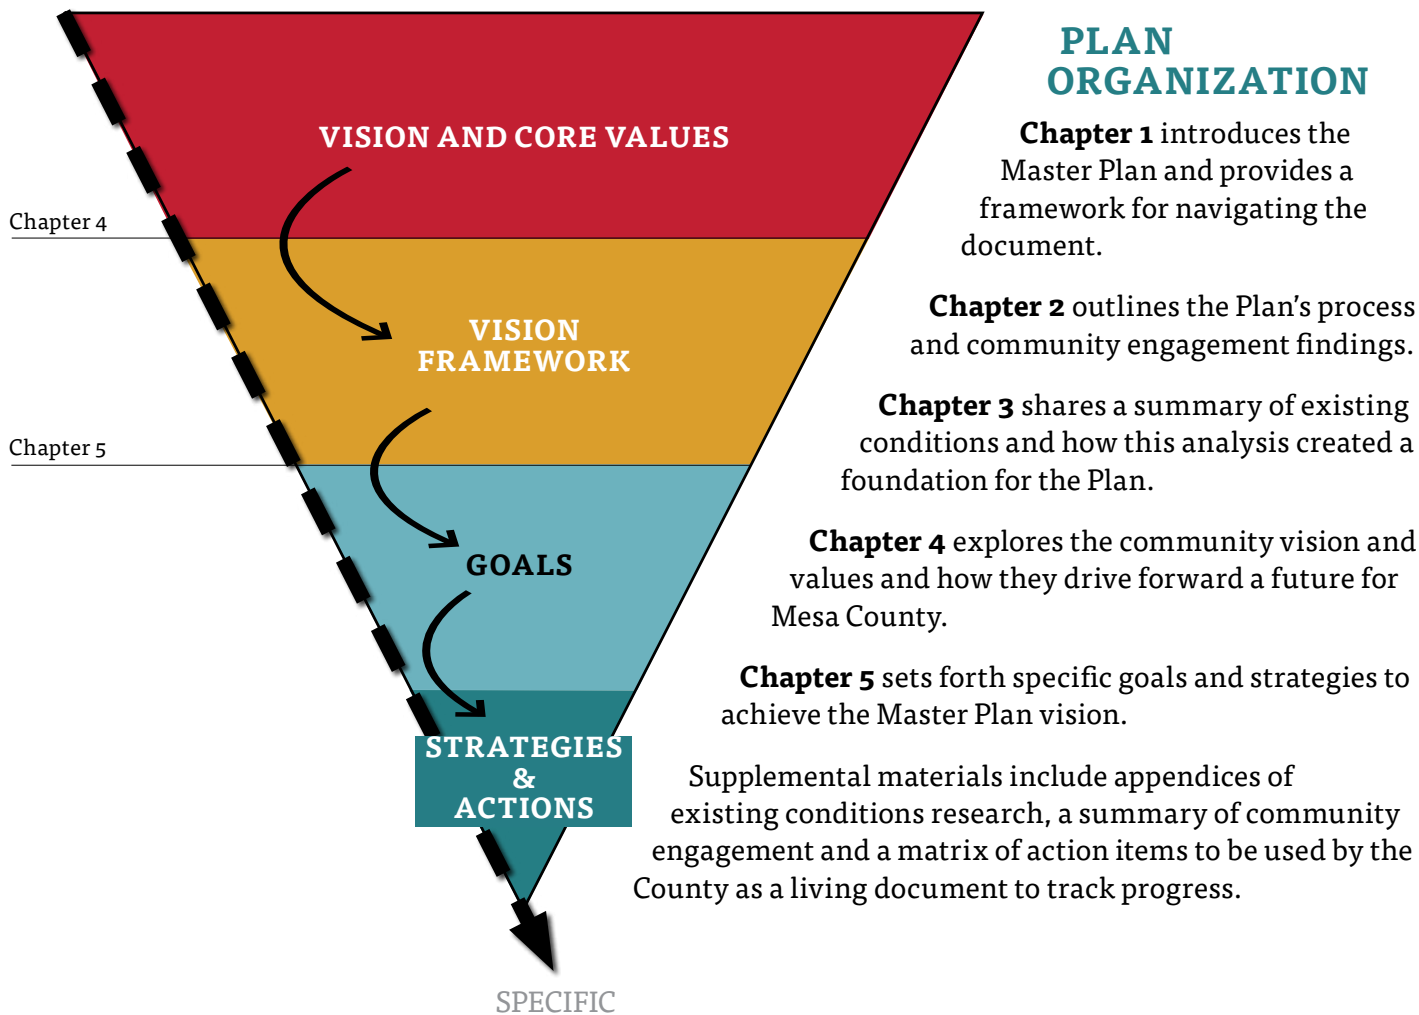 VISION AND CORE VALUES
Chapter 4
VISION
FRAMEWORK
Chapter 5
GOALS
STRATEGIES
&
ACTIONS
SPECIFIC
PLAN
ORGANIZATION
Chapter 1 introduces the
Master Plan and provides a
framework for navigating the
document.
Chapter 2 outlines the Plan’s process
and community engagement findings.
Chapter 3 shares a summary of existing
conditions and how this analysis created a
foundation for the Plan.
Chapter 4 explores the community vision and
values and how they drive forward a future for
Mesa County.
Chapter 5 sets forth specific goals and strategies to
achieve the Master Plan vision.
Supplemental materials include appendices of
existing conditions research, a summary of community
engagement and a matrix of action items to be used by the
County as a living document to track progress.